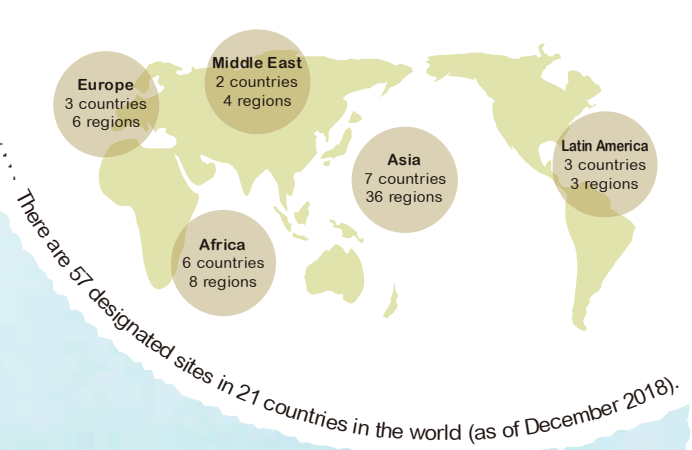 Middle East
2 countries
4 regions
Europe
3 countries
6 regions
Asia
7 countries
36 regions
Latin America
3 countries
3 regions
Africa
6 countries
8 regions
There are 57 designated sites in 21 countries in the world (as of December 2018).